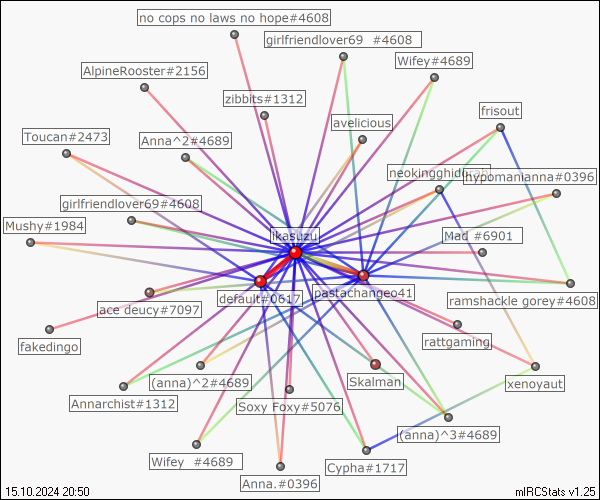 no cops no laws no hope#4608
girlfriendlover69 #4608
Wifey#4689
AlpineRooster#2156
zibbits#1312
frisout
avelicious
Toucan#2473
Anna^2#4689
hypomanianna#0396
girlfriendlover69#4608
Mushy#1984
likasuzu
Mad #6901
default#0617
pastachangeo41
ramshackle gorey#4608
ace deucy#7097
fakedingo
rattgaming
(anna)^2#4689
Skalman
xenoyaut
Annarchist#1312
Soxy Foxy#5076
(anna)^3#4689
Wifey #4689
Cypha#1717
Anna.#0396
15.10.2024 20:50
mIRCStats v1.25